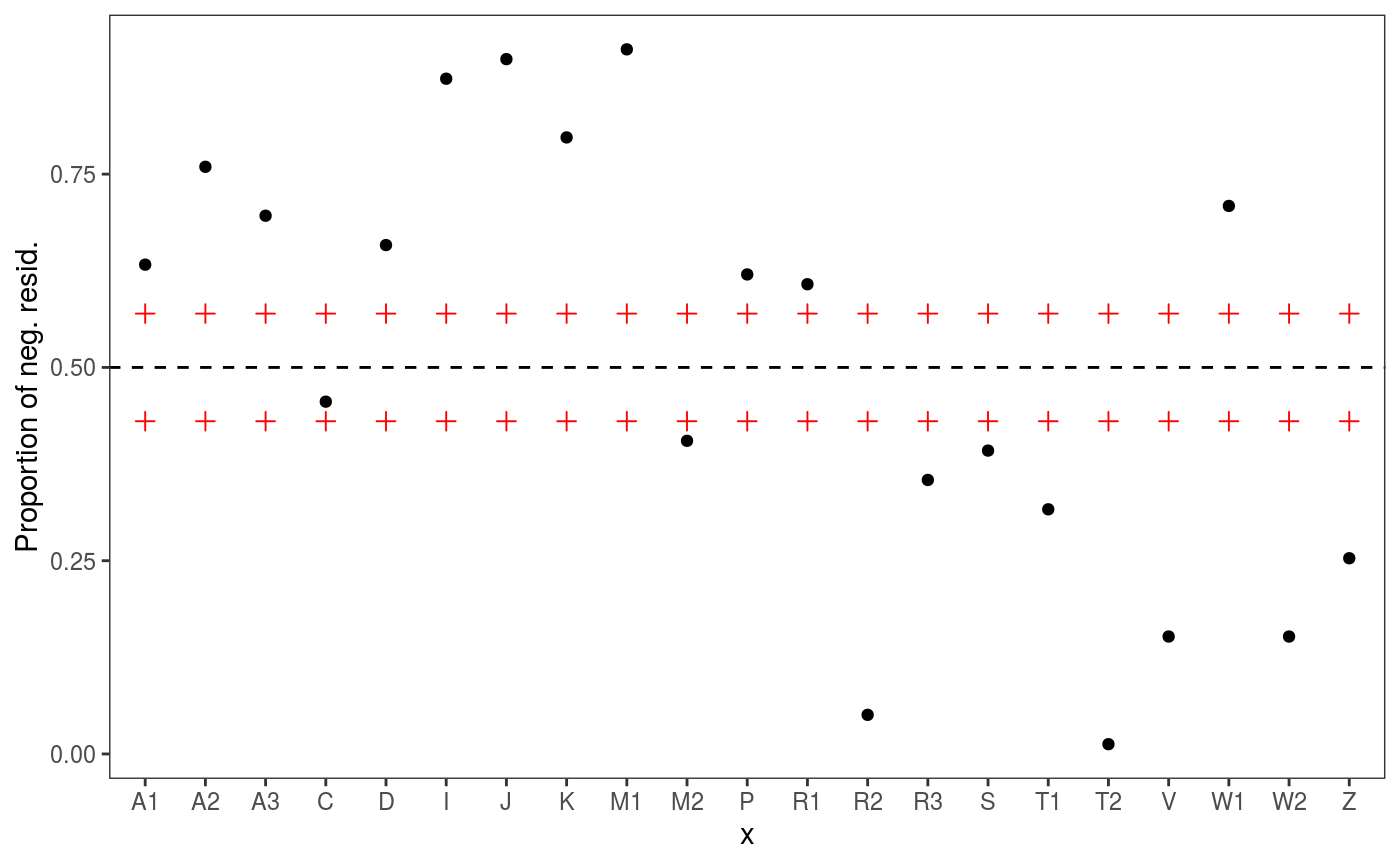 Proportion of neg. resid.
0.75
0.50
0.25
0.00
A1 A2 A3 C D I J K M1 M2 P R1 R2 R3 S T1 T2 V W1 W2 Z
x